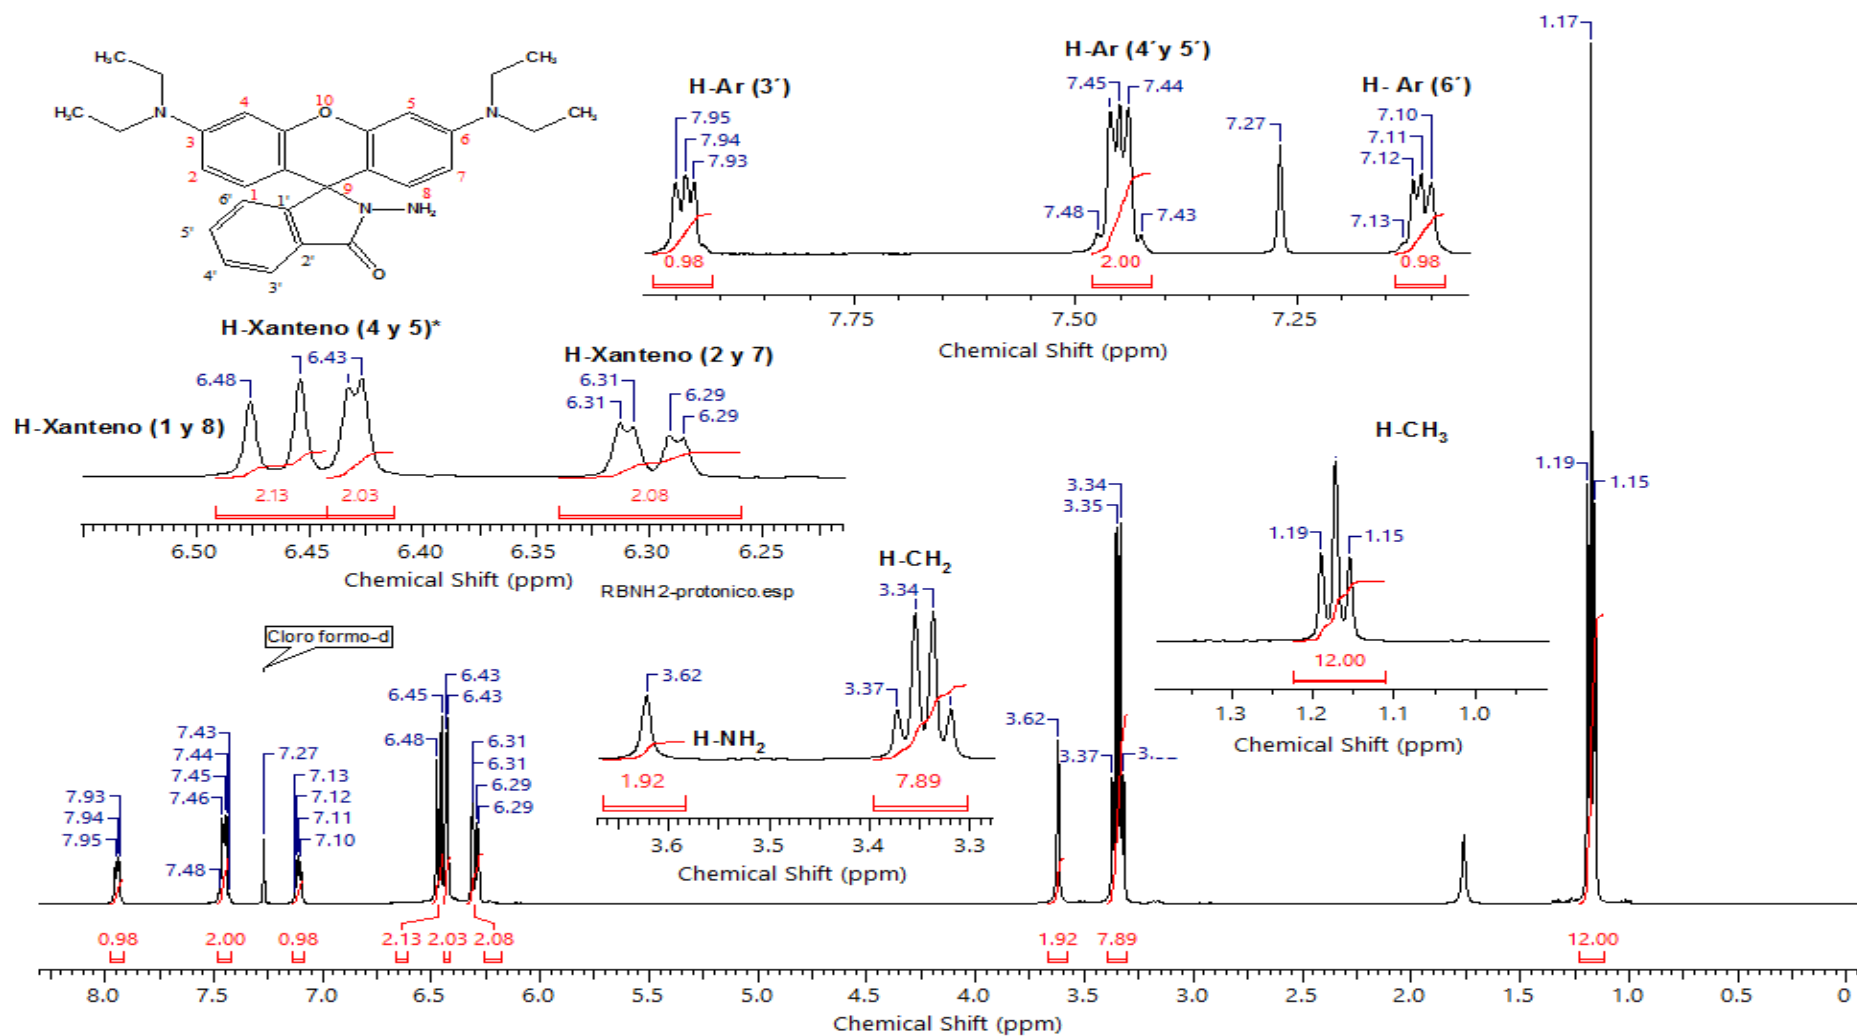 H₃C
CH₃
H₃C
CH₃
N
N
O
N
NH₂
O
1
2
3
4
5
6
7
8
9
10
1'
2'
3'
4'
5'
6'
H-Ar (3´)
7.95
7.94
7.93
0.98
H-Ar (4´y 5´)
7.45
7.44
7.48
7.43
2.00
7.27
H- Ar (6´)
7.10
7.11
7.12
7.13
0.98
7.75 7.50 7.25
Chemical Shift (ppm)
H-Xanteno (4 y 5)*
6.48
6.43
H-Xanteno (1 y 8)
2.13 2.03
H-Xanteno (2 y 7)
6.31
6.31
6.29
6.29
2.08
6.50 6.45 6.40 6.35 6.30 6.25
Chemical Shift (ppm)
RBNH2-protonico.esp
Cloro formo-d
H-CH₂
3.34
3.62
3.37
H-NH₂
1.92 7.89
3.6 3.5 3.4 3.3
Chemical Shift (ppm)
H-CH₃
1.19
1.15
12.00
1.3 1.2 1.1 1.0
Chemical Shift (ppm)
7.93
7.94
7.95
7.43
7.44
7.45
7.46
7.48
7.27
7.13
7.12
7.11
7.10
6.43
6.45
6.43
6.48
6.31
6.31
6.29
6.29
3.62
3.34
3.35
3.37
1.17
1.19
1.15
0.98 2.00 0.98 2.13 2.03 2.08 1.92 7.89 12.00
8.0 7.5 7.0 6.5 6.0 5.5 5.0 4.5 4.0 3.5 3.0 2.5 2.0 1.5 1.0 0.5 0
Chemical Shift (ppm)